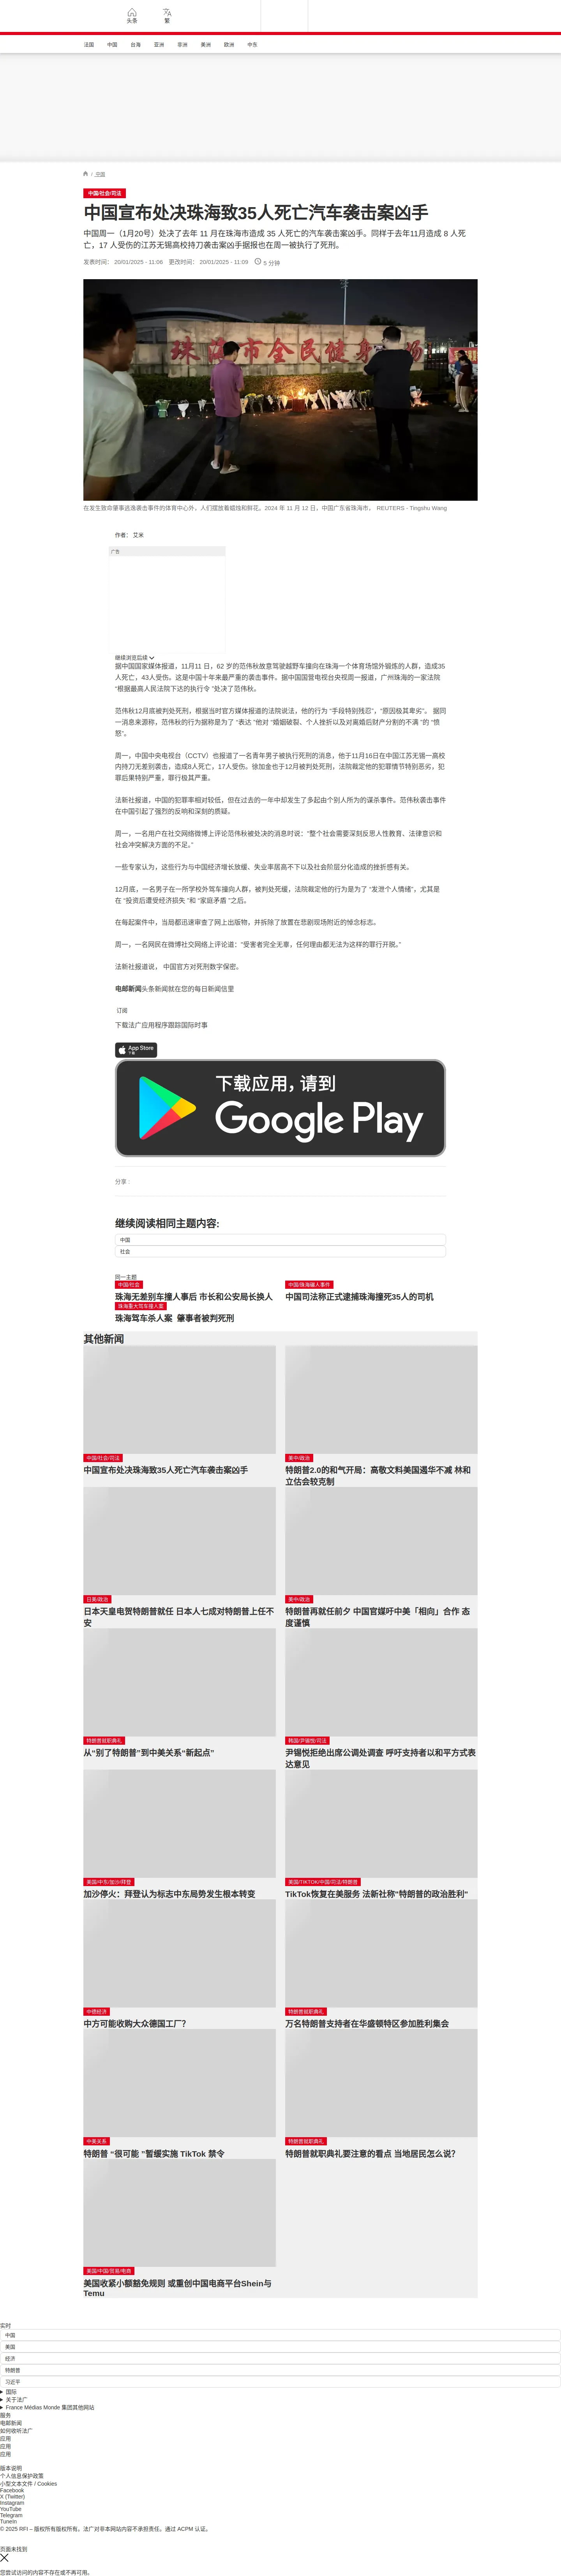 头条
繁
法国 中国 台海 亚洲 非洲 美洲 欧洲 中东
/ 中国
中国/社会/司法
中国宣布处决珠海致35人死亡汽车袭击案凶手
中国周一（1月20号）处决了去年 11 月在珠海市造成 35 人死亡的汽车袭击案凶手。同样于去年11月造成 8 人死
亡，17 人受伤的江苏无锡高校持刀袭击案凶手据报也在周一被执行了死刑。
发表时间： 20/01/2025 - 11:06 更改时间： 20/01/2025 - 11:09 5 分钟
珠海市全民健身
在发生致命肇事逃逸袭击事件的体育中心外，人们摆放着蜡烛和鲜花。2024 年 11 月 12 日，中国广东省珠海市， REUTERS - Tingshu Wang
作者： 艾米
广告
继续浏览后续
据中国国家媒体报道，11月11 日，62 岁的范伟秋故意驾驶越野车撞向在珠海一个体育场馆外锻炼的人群，造成35
人死亡，43人受伤。这是中国十年来最严重的袭击事件。据中国国营电视台央视周一报道，广州珠海的一家法院
“根据最高人民法院下达的执行令 ”处决了范伟秋。
范伟秋12月底被判处死刑，根据当时官方媒体报道的法院说法，他的行为 “手段特别残忍”，“原因极其卑劣”。 据同
一消息来源称，范伟秋的行为据称是为了 “表达 ”他对 “婚姻破裂、个人挫折以及对离婚后财产分割的不满 ”的 “愤
怒”。
周一，中国中央电视台（CCTV）也报道了一名青年男子被执行死刑的消息，他于11月16日在中国江苏无锡一高校
内持刀无差别袭击，造成8人死亡，17人受伤。徐加金也于12月被判处死刑，法院裁定他的犯罪情节特别恶劣，犯
罪后果特别严重，罪行极其严重。
法新社报道，中国的犯罪率相对较低，但在过去的一年中却发生了多起由个别人所为的谋杀事件。范伟秋袭击事件
在中国引起了强烈的反响和深刻的质疑。
周一，一名用户在社交网络微博上评论范伟秋被处决的消息时说：“整个社会需要深刻反思人性教育、法律意识和
社会冲突解决方面的不足。”
一些专家认为，这些行为与中国经济增长放缓、失业率居高不下以及社会阶层分化造成的挫折感有关。
12月底，一名男子在一所学校外驾车撞向人群，被判处死缓，法院裁定他的行为是为了 “发泄个人情绪”，尤其是
在 “投资后遭受经济损失 ”和 “家庭矛盾 ”之后。
在每起案件中，当局都迅速审查了网上出版物，并拆除了放置在悲剧现场附近的悼念标志。
周一，一名网民在微博社交网络上评论道：“受害者完全无辜，任何理由都无法为这样的罪行开脱。”
法新社报道说， 中国官方对死刑数字保密。
电邮新闻头条新闻就在您的每日新闻信里
订阅
下载法广应用程序跟踪国际时事
App Store
下载
下载应用，请到
Google Play
分享 :
继续阅读相同主题内容:
中国
社会
同一主题
中国/社会
珠海无差别车撞人事后 市长和公安局长换人
中国/珠海碾人事件
中国司法称正式逮捕珠海撞死35人的司机
珠海重大驾车撞人案
珠海驾车杀人案 肇事者被判死刑
其他新闻
中国/社会/司法
中国宣布处决珠海致35人死亡汽车袭击案凶手
美中/政治
特朗普2.0的和气开局：高敬文料美国遏华不减 林和
立估会较克制
日美/政治
日本天皇电贺特朗普就任 日本人七成对特朗普上任不
安
美中/政治
特朗普再就任前夕 中国官媒吁中美「相向」合作 态
度谨慎
特朗普就职典礼
从“别了特朗普”到中美关系“新起点”
韩国/尹锡悦/司法
尹锡悦拒绝出席公调处调查 呼吁支持者以和平方式表
达意见
美国/中东/加沙/拜登
加沙停火：拜登认为标志中东局势发生根本转变
美国/TIKTOK/中国/司法/特朗普
TikTok恢复在美服务 法新社称"特朗普的政治胜利"
中德经济
中方可能收购大众德国工厂？
特朗普就职典礼
万名特朗普支持者在华盛顿特区参加胜利集会
中美关系
特朗普 “很可能 ”暂缓实施 TikTok 禁令
特朗普就职典礼
特朗普就职典礼要注意的看点 当地居民怎么说？
美国/中国/贸易/电商
美国收紧小额豁免规则 或重创中国电商平台Shein与
Temu
实时
中国
美国
经济
特朗普
习近平
国际
关于法广
France Médias Monde 集团其他网站
服务
电邮新闻
如何收听法广
应用
应用
应用
版本说明
个人信息保护政策
小型文本文件 / Cookies
Facebook
X (Twitter)
Instagram
YouTube
Telegram
TuneIn
© 2025 RFI – 版权所有版权所有。法广对非本网站内容不承担责任。通过 ACPM 认证。
页面未找到
您尝试访问的内容不存在或不再可用。